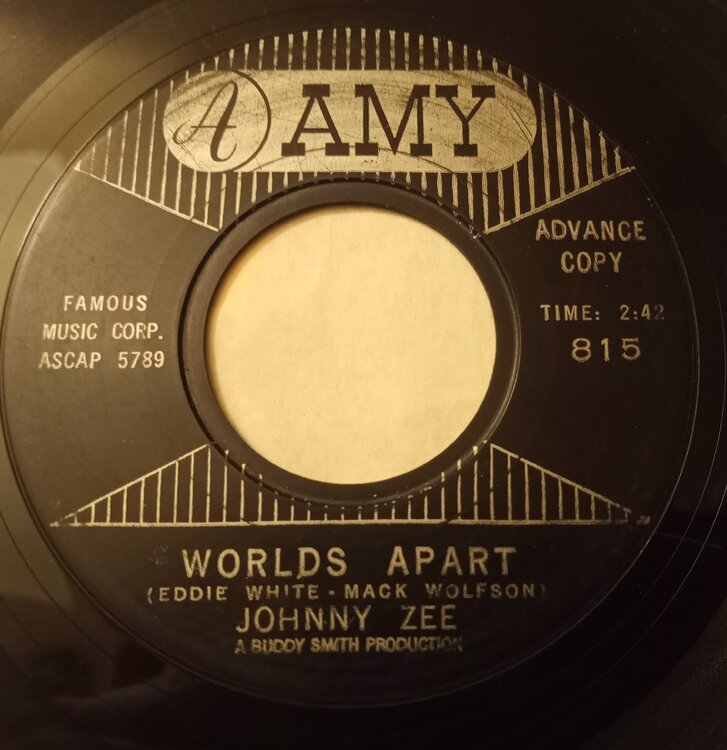 A AMY
ADVANCE
COPY
FAMOUS
MUSIC CORP.
ASCAP 5789
TIME: 2:42
815
WORLDS APART
(EDDIE WHITE - MACK WOLFSON)
JOHNNY ZEE
A BUDDY SMITH PRODUCTION